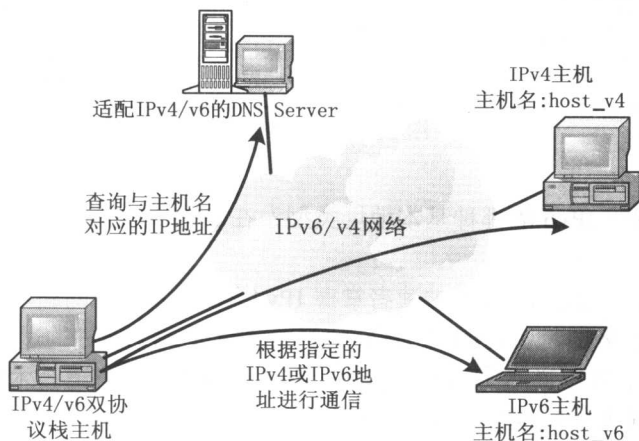 适配IPv4/v6的DNS Server
IPv4主机
主机名:host_v4
查询与主机名
对应的IP地址
IPv6/v4网络
根据指定的
IPv4或IPv6地
址进行通信
IPv4/v6双协
议栈主机
IPv6主机
主机名:host_v6